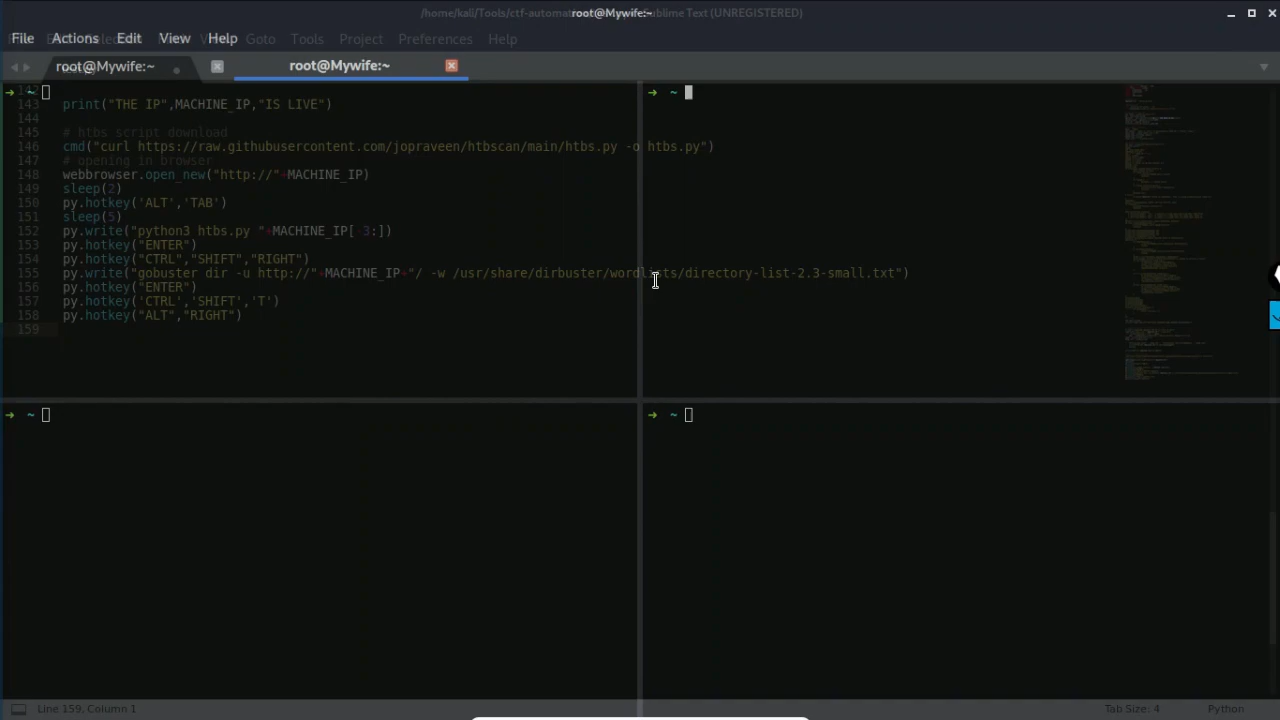 /home/kali/Tools/ctf-automat
root@Mywife:~
Sublime Text (UNREGISTERED)
File Actions Edit View Help
Goto Tools Project Preferences Help
root@Mywife:~
root@Mywife:~
➜ ~
➜ ~
142
143 print("THE IP",MACHINE_IP,"IS LIVE")
144
145 # htbs script download
146 cmd("curl https://raw.githubusercontent.com/jopraveen/htbscan/main/htbs.py -o htbs.py")
147 # opening in browser
148 webbrowser.open_new("http://"+MACHINE_IP)
149 sleep(2)
150 py.hotkey('ALT','TAB')
151 sleep(5)
152 py.write("python3 htbs.py "+MACHINE_IP[-3:])
153 py.hotkey("ENTER")
154 py.hotkey("CTRL","SHIFT","RIGHT")
155 py.write("gobuster dir -u http://"+MACHINE_IP+"/ -w /usr/share/dirbuster/wordlists/directory-list-2.3-small.txt")
156 py.hotkey("ENTER")
157 py.hotkey('CTRL','SHIFT','T')
158 py.hotkey("ALT","RIGHT")
159
➜ ~
➜ ~
Line 159, Column 1
Tab Size: 4
Python